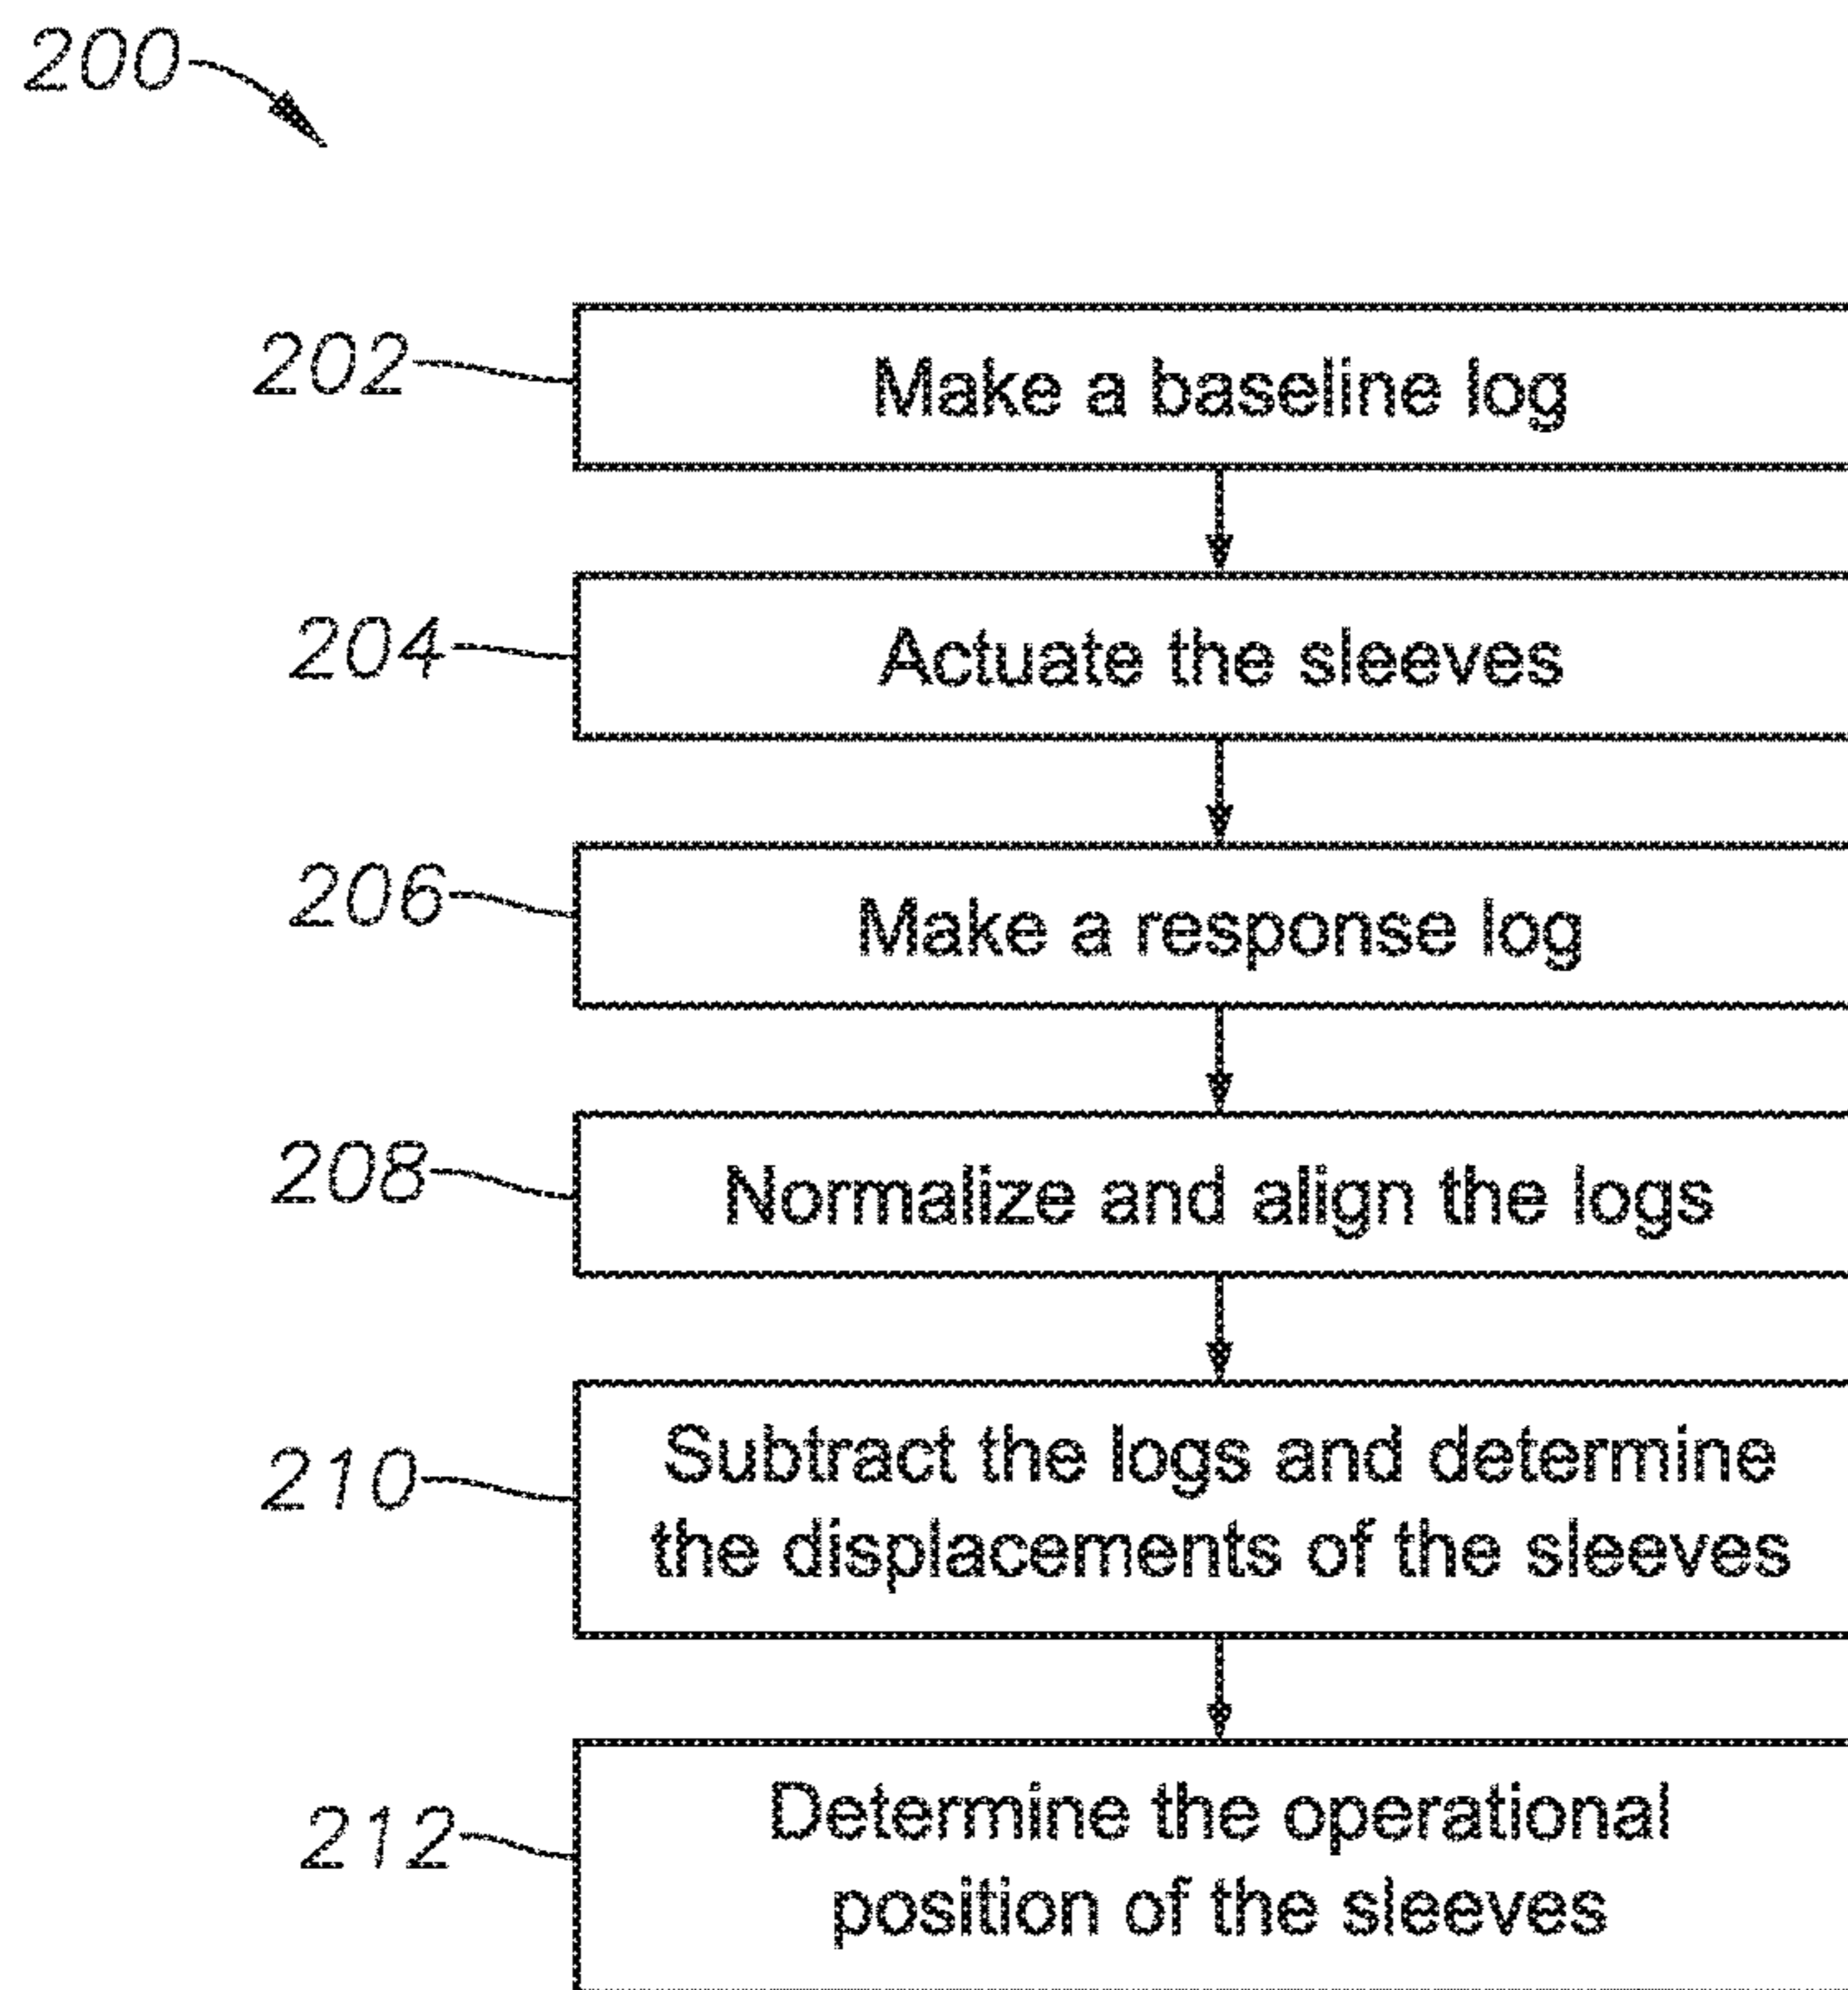 200
202
Make a baseline log
204
Actuate the sleeves
206
Make a response log
208
Normalize and align the logs
210
Subtract the logs and determine
the displacements of the sleeves
212
Determine the operational
position of the sleeves